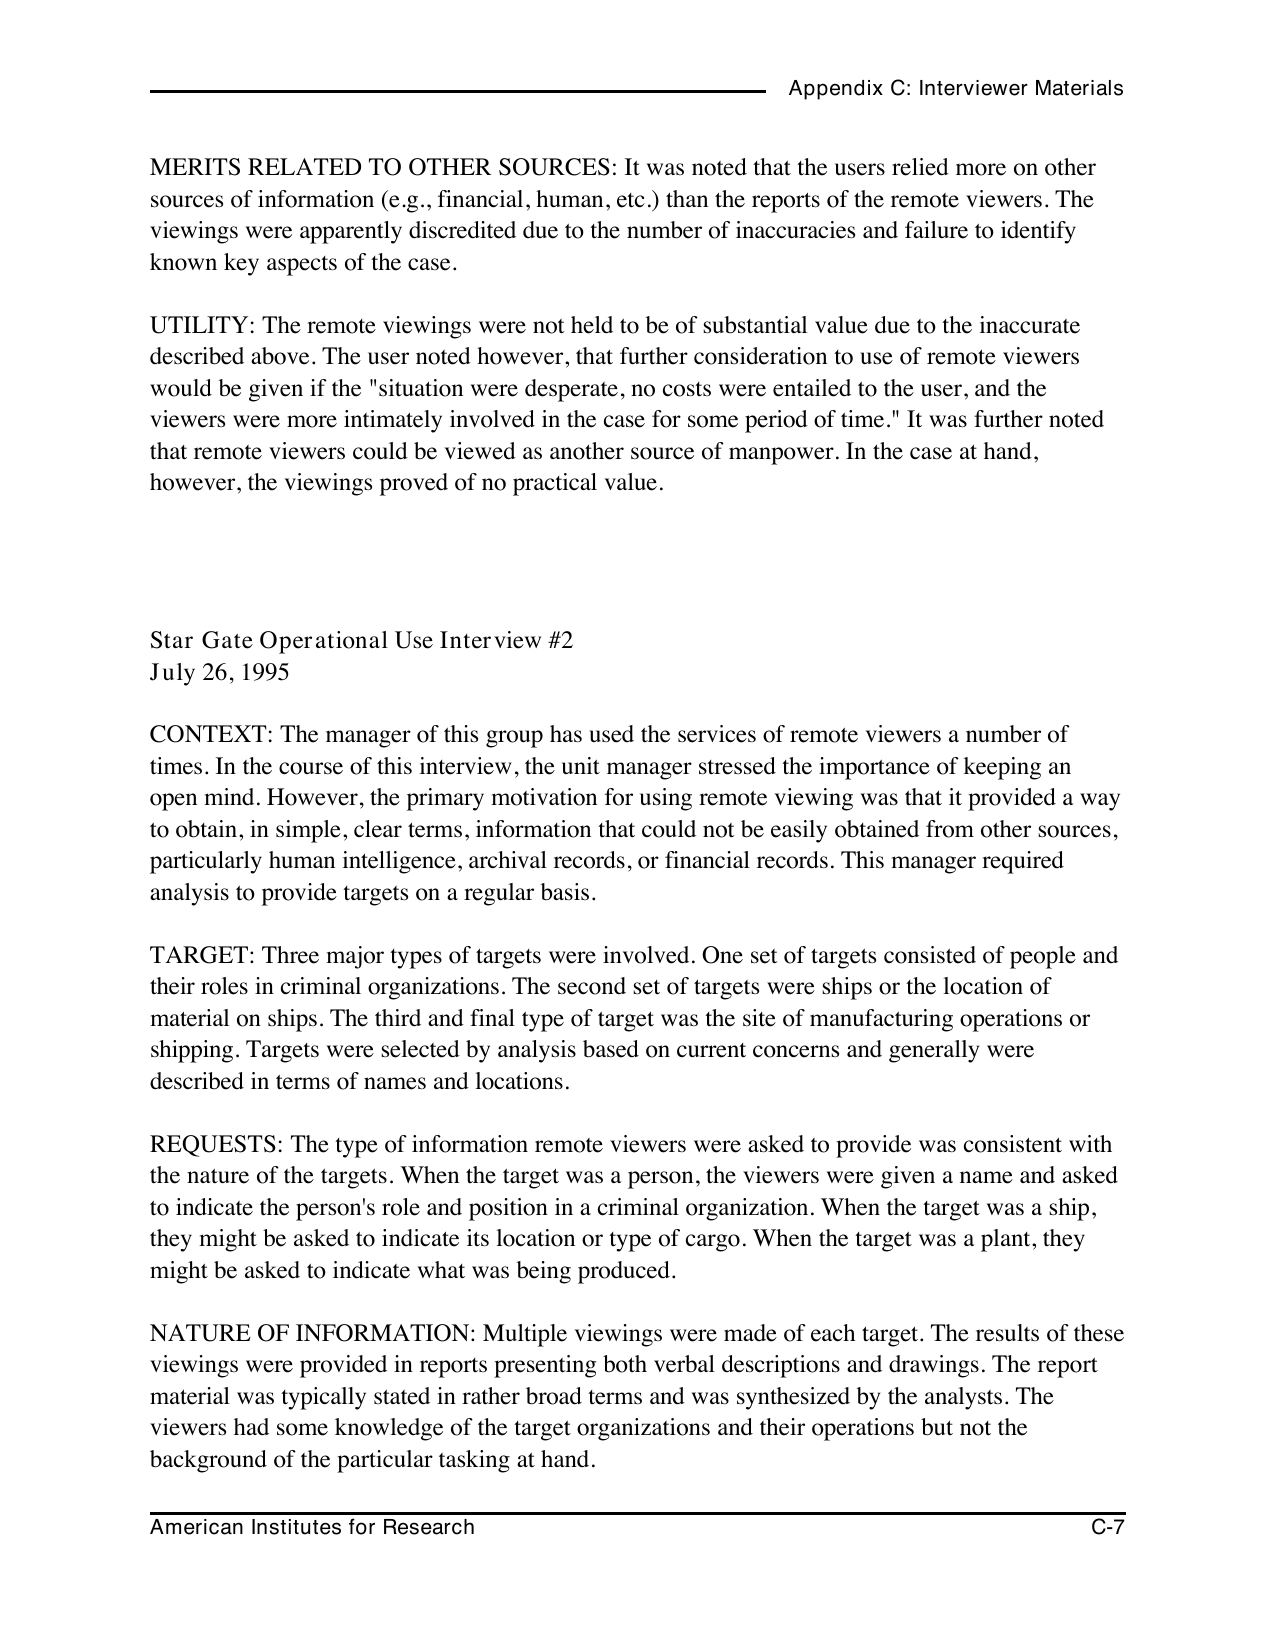 Appendix C: Interviewer Materials
MERITS RELATED TO OTHER SOURCES: It was noted that the users relied more on other
sources of information (e.g., financial, human, etc.) than the reports of the remote viewers. The
viewings were apparently discredited due to the number of inaccuracies and failure to identify
known key aspects of the case.
UTILITY: The remote viewings were not held to be of substantial value due to the inaccurate
described above. The user noted however, that further consideration to use of remote viewers
would be given if the "situation were desperate, no costs were entailed to the user, and the
viewers were more intimately involved in the case for some period of time." It was further noted
that remote viewers could be viewed as another source of manpower. In the case at hand,
however, the viewings proved of no practical value.
Star Gate Operational Use Interview #2
July 26, 1995
CONTEXT: The manager of this group has used the services of remote viewers a number of
times. In the course of this interview, the unit manager stressed the importance of keeping an
open mind. However, the primary motivation for using remote viewing was that it provided a way
to obtain, in simple, clear terms, information that could not be easily obtained from other sources,
particularly human intelligence, archival records, or financial records. This manager required
analysis to provide targets on a regular basis.
TARGET: Three major types of targets were involved. One set of targets consisted of people and
their roles in criminal organizations. The second set of targets were ships or the location of
material on ships. The third and final type of target was the site of manufacturing operations or
shipping. Targets were selected by analysis based on current concerns and generally were
described in terms of names and locations.
REQUESTS: The type of information remote viewers were asked to provide was consistent with
the nature of the targets. When the target was a person, the viewers were given a name and asked
to indicate the person's role and position in a criminal organization. When the target was a ship,
they might be asked to indicate its location or type of cargo. When the target was a plant, they
might be asked to indicate what was being produced.
NATURE OF INFORMATION: Multiple viewings were made of each target. The results of these
viewings were provided in reports presenting both verbal descriptions and drawings. The report
material was typically stated in rather broad terms and was synthesized by the analysts. The
viewers had some knowledge of the target organizations and their operations but not the
background of the particular tasking at hand.
American Institutes for Research C-7